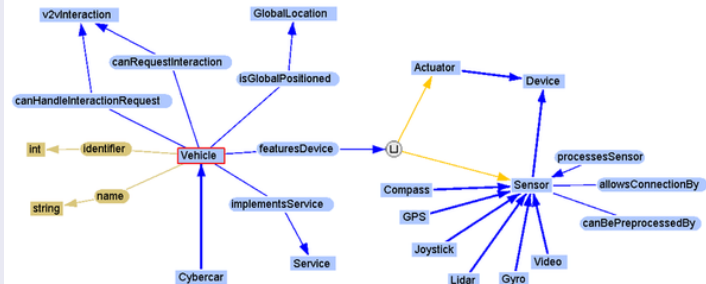 v2vInteraction
GlobalLocation
canRequestInteraction
Actuator
isGlobalPositioned
Device
canHandleInteractionRequest
int
identifier
Vehicle
featuresDevice
⊔
processesSensor
name
Compass
Sensor
allowsConnectionBy
string
implementsService
GPS
canBePreprocessedBy
Joystick
Service
Video
Cybercar
Lidar
Gyro